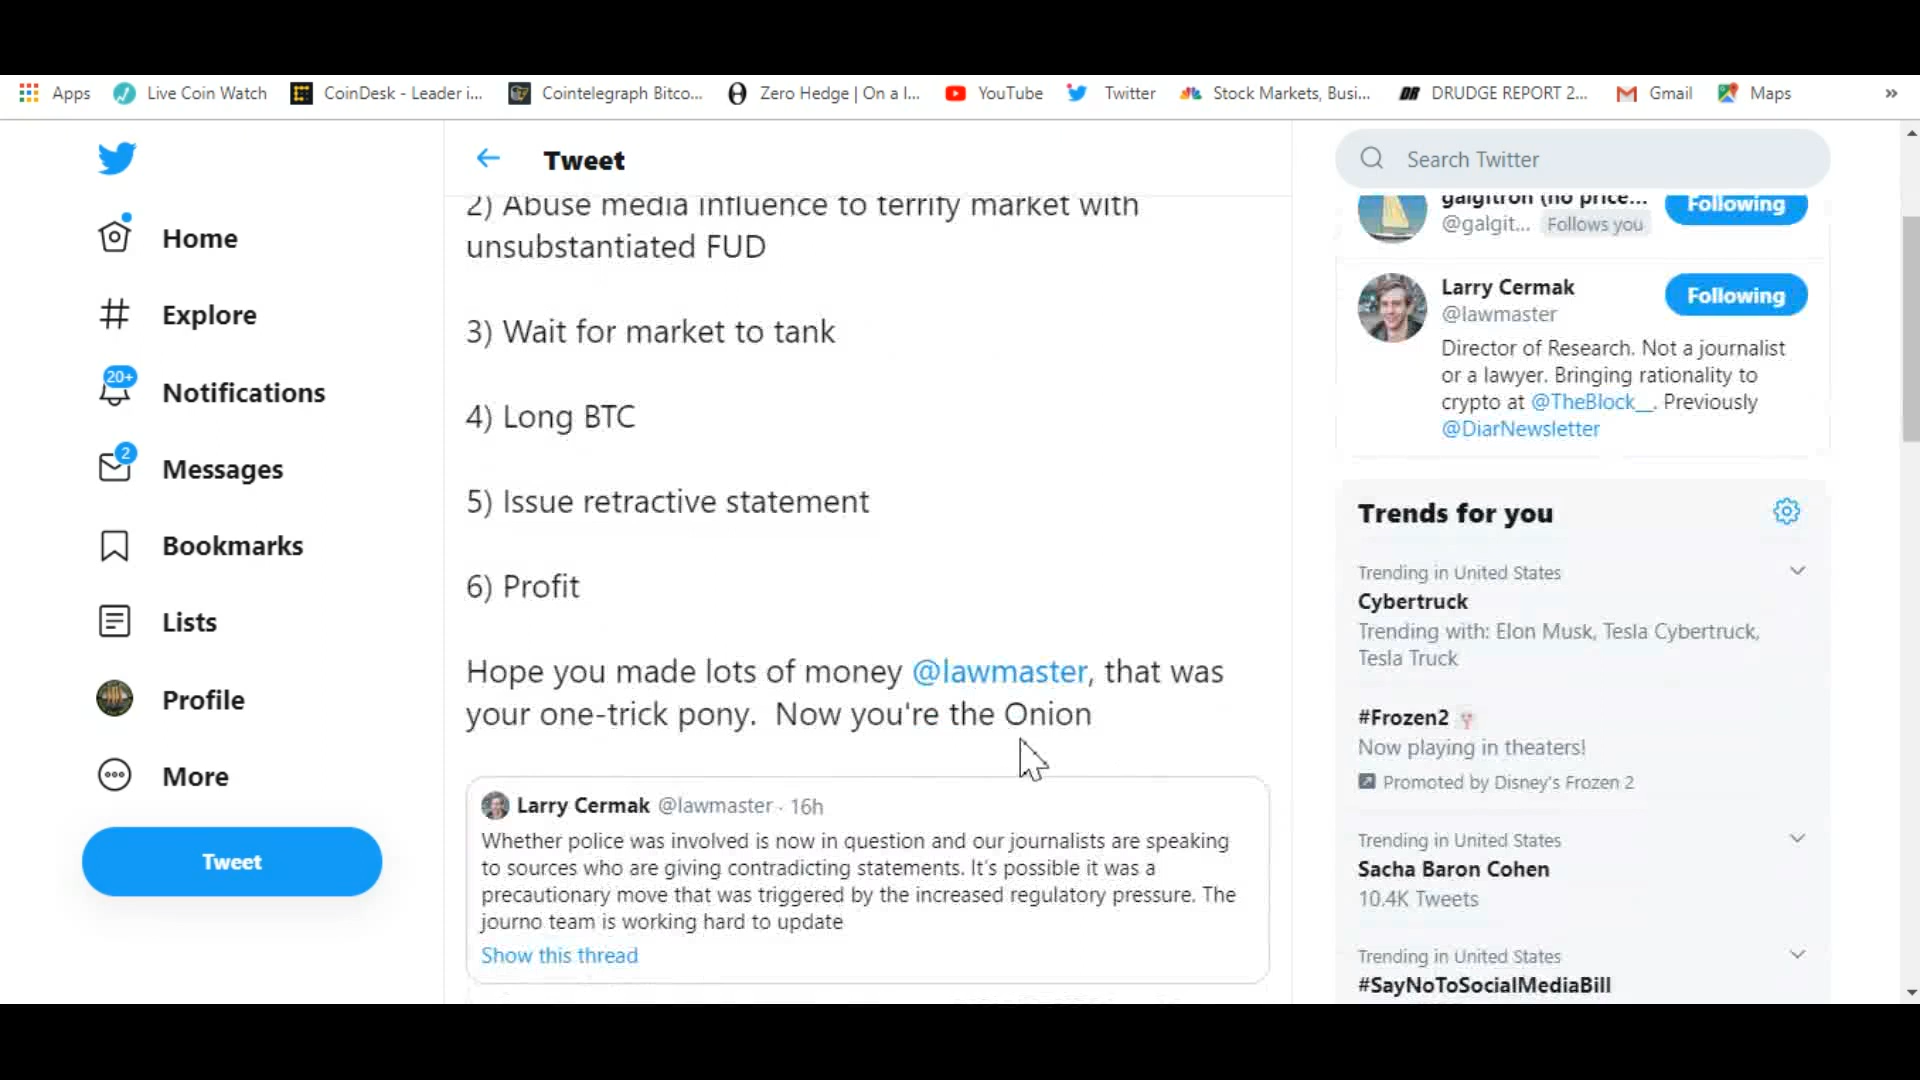 Apps Live Coin Watch CoinDesk - Leader i... Cointelegraph Bitco... Zero Hedge | On a l... YouTube Twitter Stock Markets, Busi... DRUDGE REPORT 2... Gmail Maps »
Home
Explore
20+
Notifications
2
Messages
Bookmarks
Lists
Profile
More
Tweet
Tweet
2) Abuse media influence to terrify market with
unsubstantiated FUD
3) Wait for market to tank
4) Long BTC
5) Issue retractive statement
6) Profit
Hope you made lots of money @lawmaster, that was
your one-trick pony. Now you're the Onion
Larry Cermak @lawmaster · 16h
Whether police was involved is now in question and our journalists are speaking
to sources who are giving contradicting statements. It's possible it was a
precautionary move that was triggered by the increased regulatory pressure. The
journo team is working hard to update
Show this thread
Search Twitter
galgitron (no price... Following
@galgit... Follows you
Larry Cermak Following
@lawmaster
Director of Research. Not a journalist
or a lawyer. Bringing rationality to
crypto at @TheBlock__. Previously
@DiarNewsletter
Trends for you
Trending in United States
Cybertruck
Trending with: Elon Musk, Tesla Cybertruck,
Tesla Truck
#Frozen2
Now playing in theaters!
Promoted by Disney's Frozen 2
Trending in United States
Sacha Baron Cohen
10.4K Tweets
Trending in United States
#SayNoToSocialMediaBill